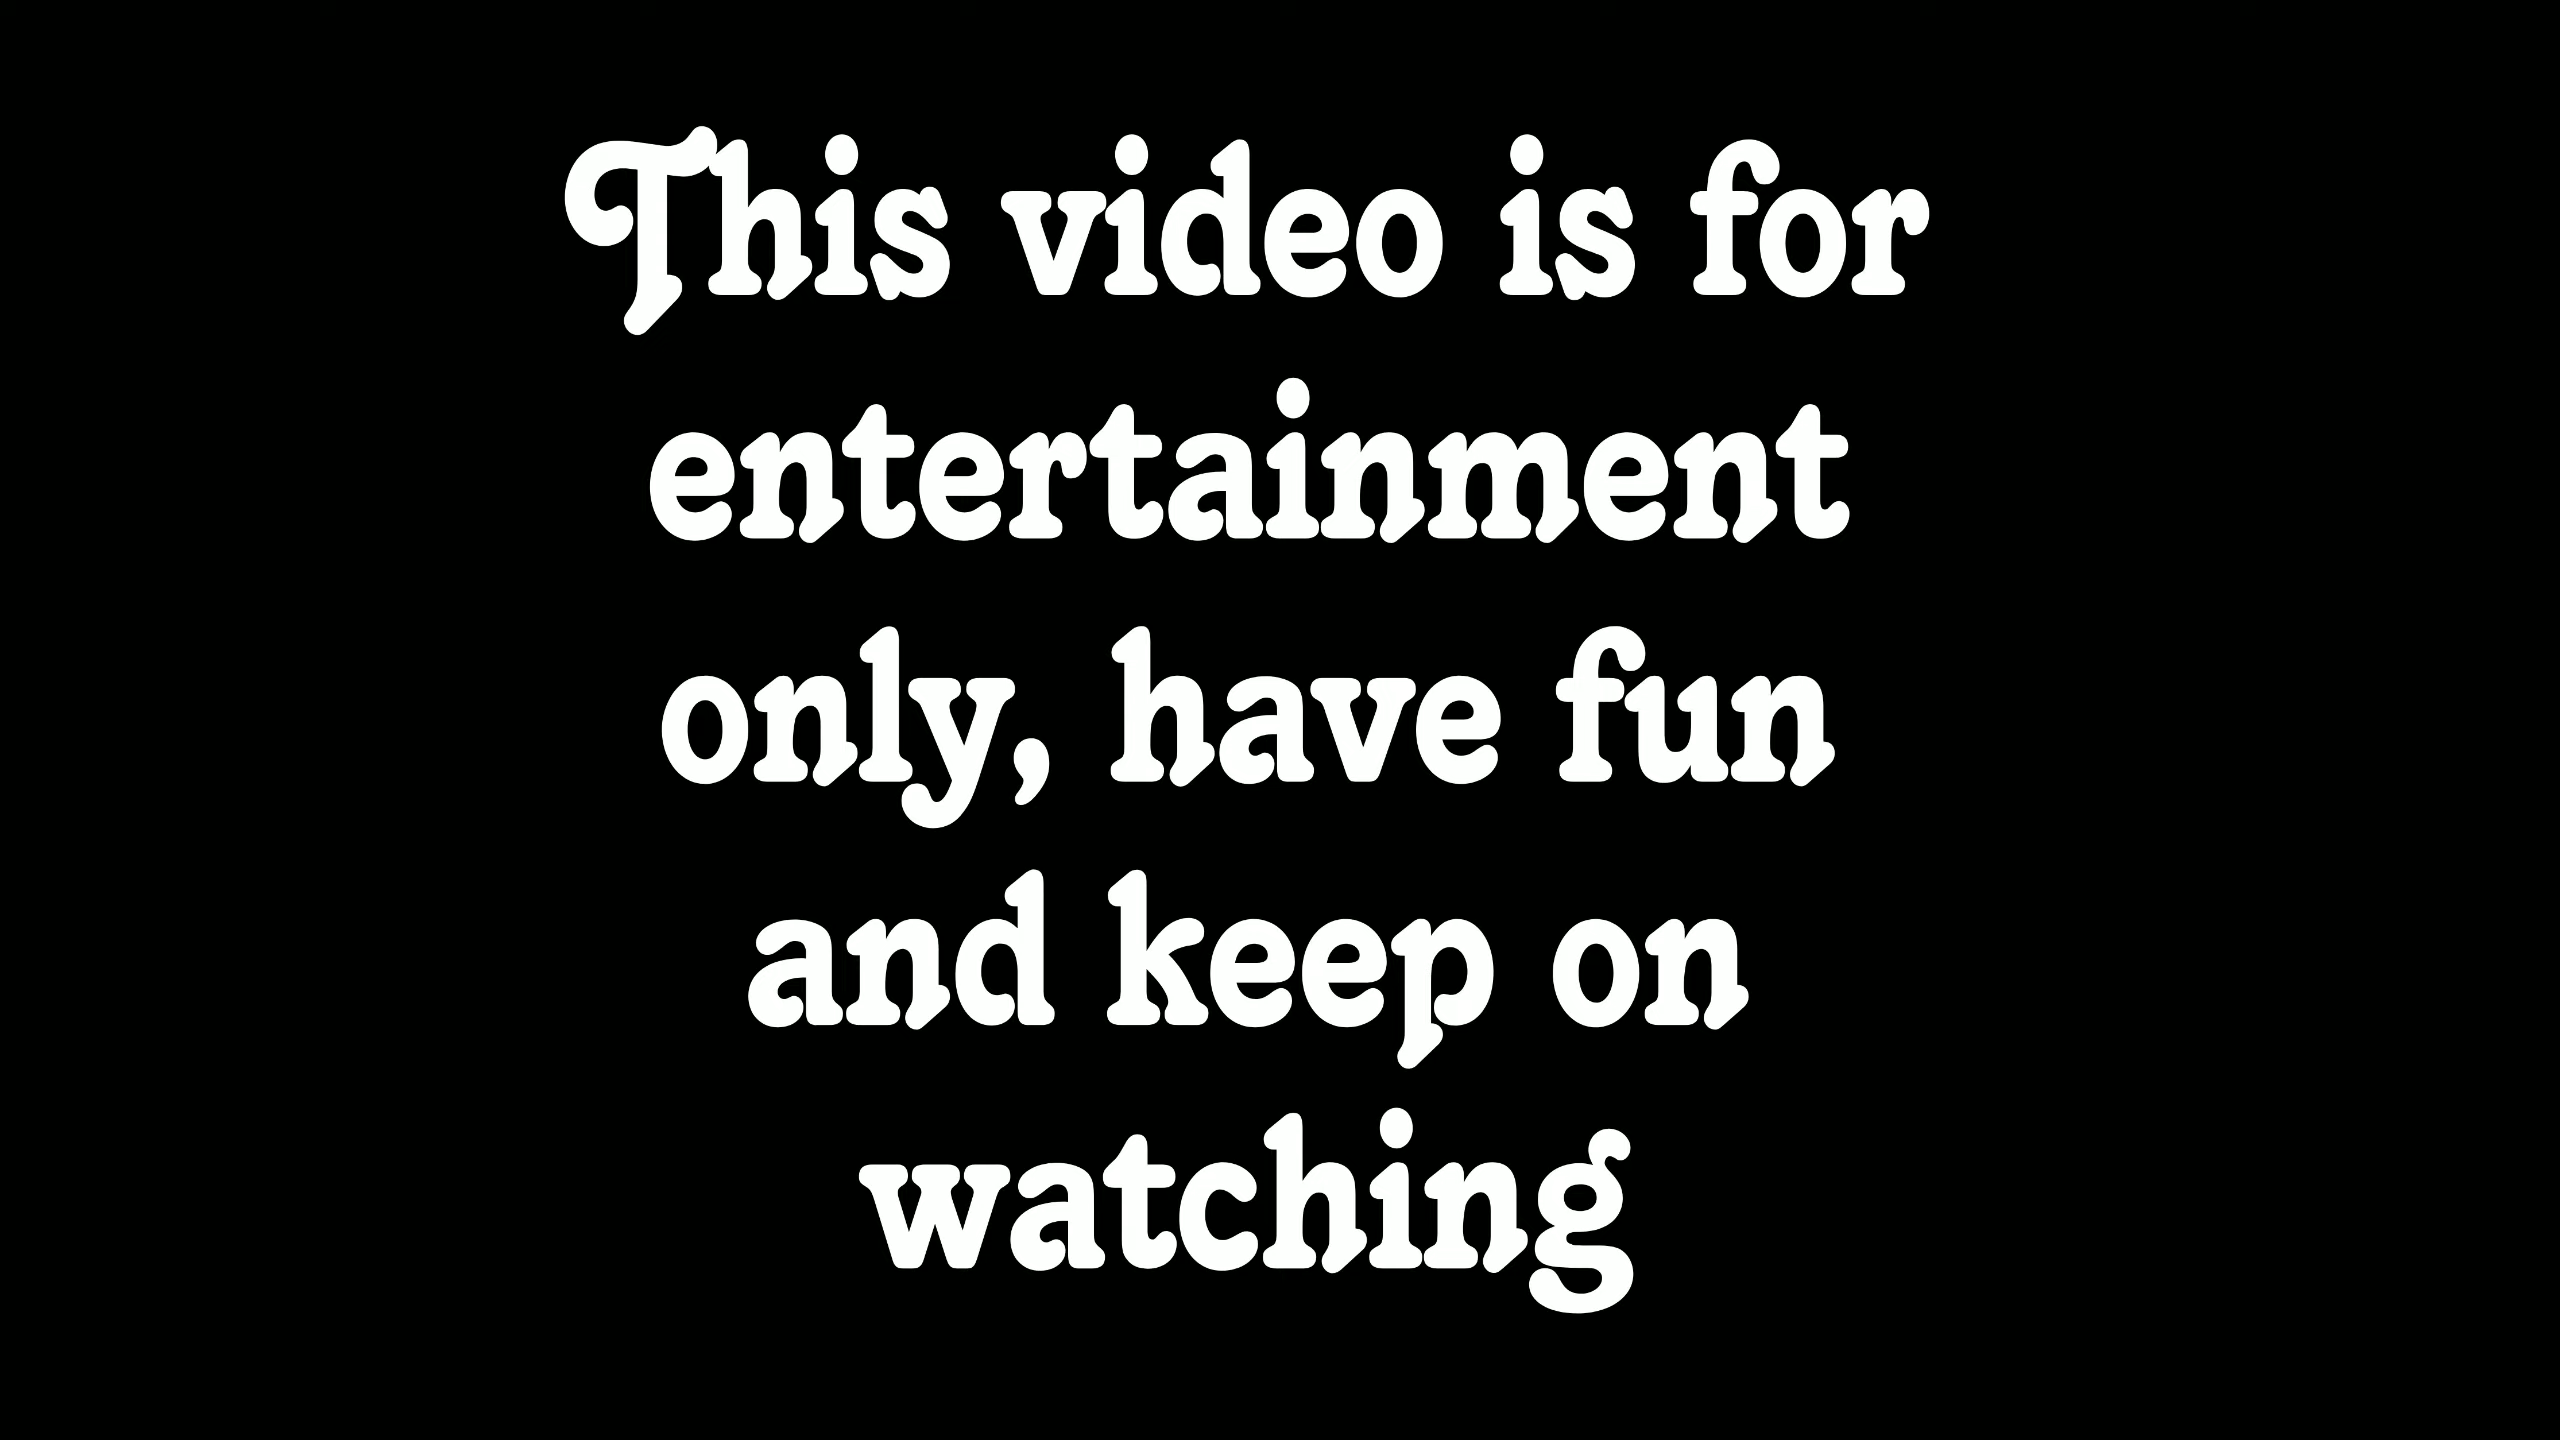 This video is for
entertainment
only, have fun
and keep on
watching